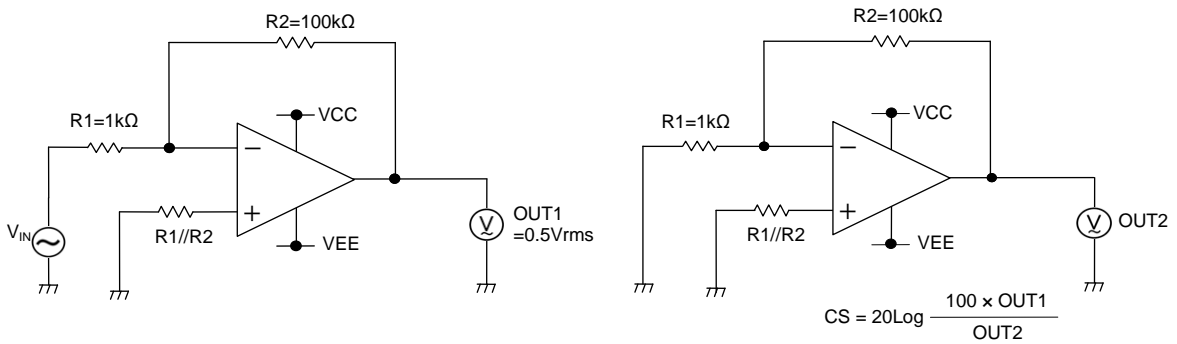 R2=100kΩ
VCC
R1=1kΩ
−
+
R1//R2
VEE
VIN
V
OUT1
=0.5Vrms
R2=100kΩ
VCC
R1=1kΩ
−
+
R1//R2
VEE
V
OUT2
CS = 20Log 100 × OUT1
OUT2